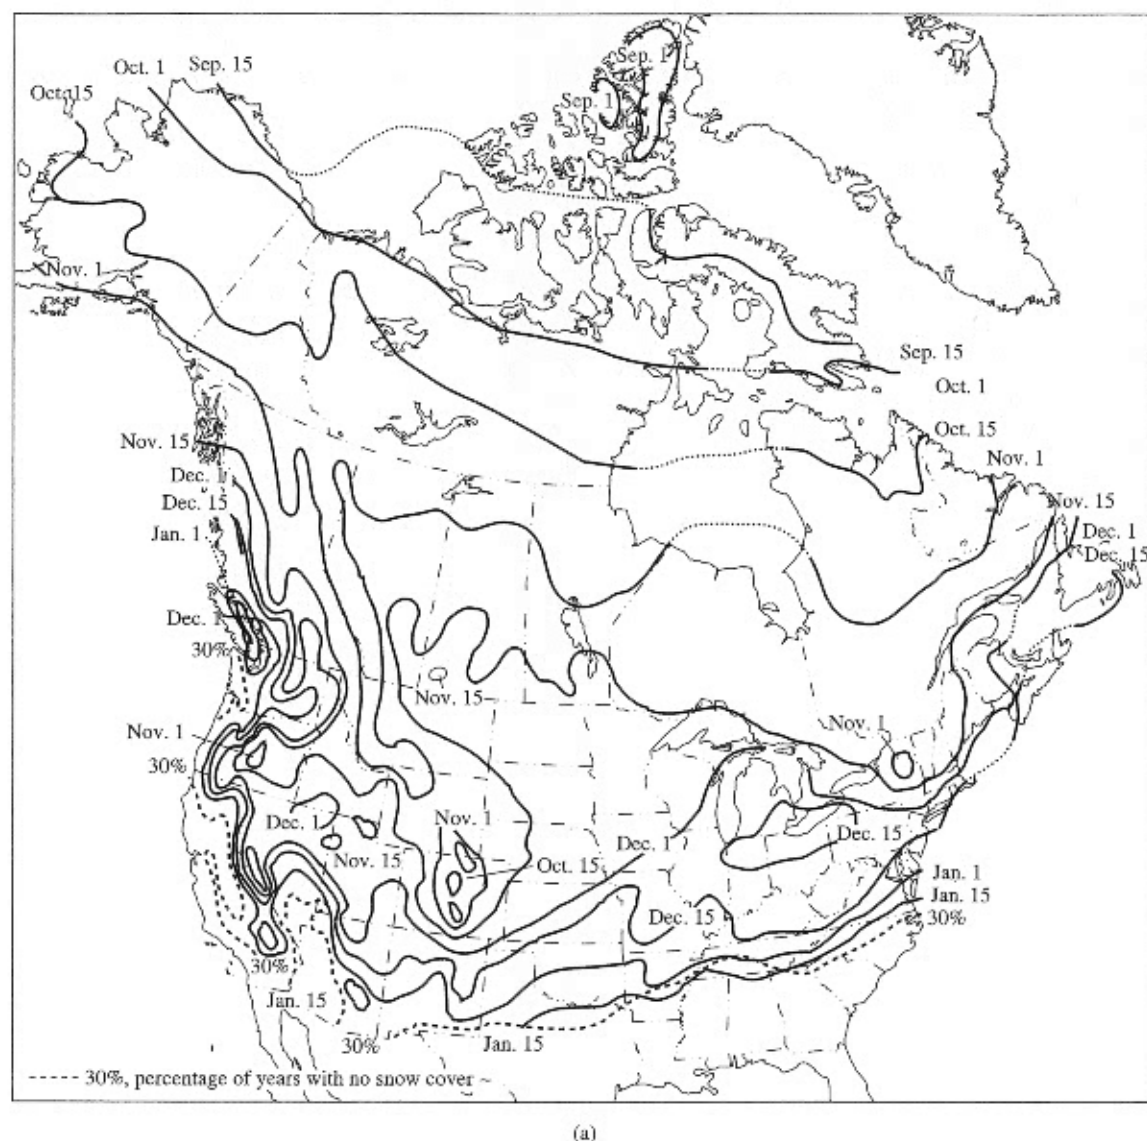 Oct. 1
Sep. 15
Sep. 1
Oct. 15
Sep. 1
Nov. 1
Sep. 15
Oct. 1
Oct. 15
Nov. 15
Nov. 1
Dec. 1
Nov. 15
Dec. 15
Dec. 1
Jan. 1
Dec. 15
Dec. 1
30%
Nov. 15
Nov. 1
Nov. 1
30%
Dec. 1
Nov. 1
Dec. 15
Nov. 15
Oct. 15
Dec. 1
Jan. 1
Jan. 15
Dec. 15
30%
30%
Jan. 15
30%
Jan. 15
30%, percentage of years with no snow cover
(a)